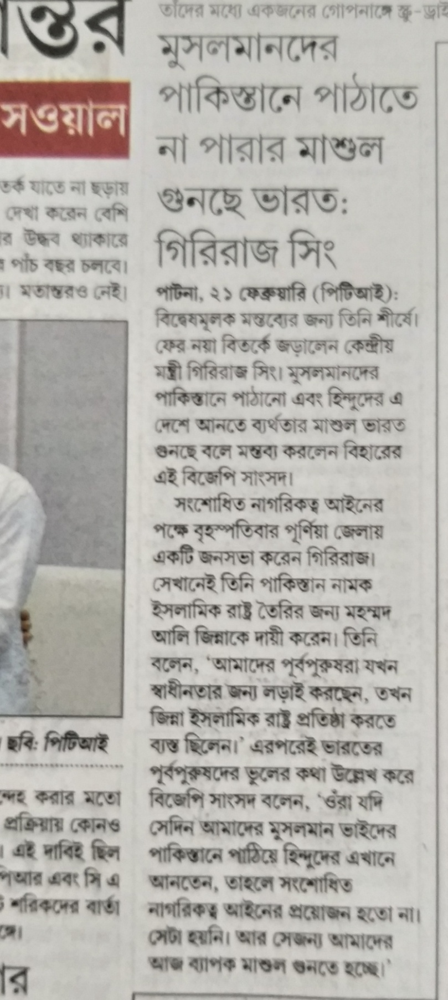 ন্তর
সওয়াল
তর্ক যাতে না ছড়ায়
দেখা করেন বেশি
র উদ্ধব থ্যাকারে
পাঁচ বছর চলবে।
মতান্তরও নেই।
ছবি: পিটিআই
ন্দেহ করার মতো
প্রক্রিয়ায় কোনও
। এই দাবিই ছিল
পিআর এবং সি এ
শরিকদের বার্তা
ার
তাঁদের মধ্যে একজনের গোপনাঙ্গে স্ক্রু-ড্রাই
মুসলমানদের
পাকিস্তানে পাঠাতে
না পারার মাশুল
গুনছে ভারত:
গিরিরাজ সিং
পাটনা, ২১ ফেব্রুয়ারি (পিটিআই):
বিদ্বেষমূলক মন্তব্যের জন্য তিনি শীর্ষে।
ফের নয়া বিতর্কে জড়ালেন কেন্দ্রীয়
মন্ত্রী গিরিরাজ সিং। মুসলমানদের
পাকিস্তানে পাঠানো এবং হিন্দুদের এ
দেশে আনতে ব্যর্থতার মাশুল ভারত
গুনছে বলে মন্তব্য করলেন বিহারের
এই বিজেপি সাংসদ।
সংশোধিত নাগরিকত্ব আইনের
পক্ষে বৃহস্পতিবার পূর্ণিয়া জেলায়
একটি জনসভা করেন গিরিরাজ।
সেখানেই তিনি পাকিস্তান নামক
ইসলামিক রাষ্ট্র তৈরির জন্য মহম্মদ
আলি জিন্নাকে দায়ী করেন। তিনি
বলেন, ‘আমাদের পূর্বপুরুষরা যখন
স্বাধীনতার জন্য লড়াই করছেন, তখন
জিন্না ইসলামিক রাষ্ট্র প্রতিষ্ঠা করতে
ব্যস্ত ছিলেন।’ এরপরেই ভারতের
পূর্বপুরুষদের ভুলের কথা উল্লেখ করে
বিজেপি সাংসদ বলেন, ‘ওঁরা যদি
সেদিন আমাদের মুসলমান ভাইদের
পাকিস্তানে পাঠিয়ে হিন্দুদের এখানে
আনতেন, তাহলে সংশোধিত
নাগরিকত্ব আইনের প্রয়োজন হতো না।
সেটা হয়নি। আর সেজন্য আমাদের
আজ ব্যাপক মাশুল গুনতে হচ্ছে।’